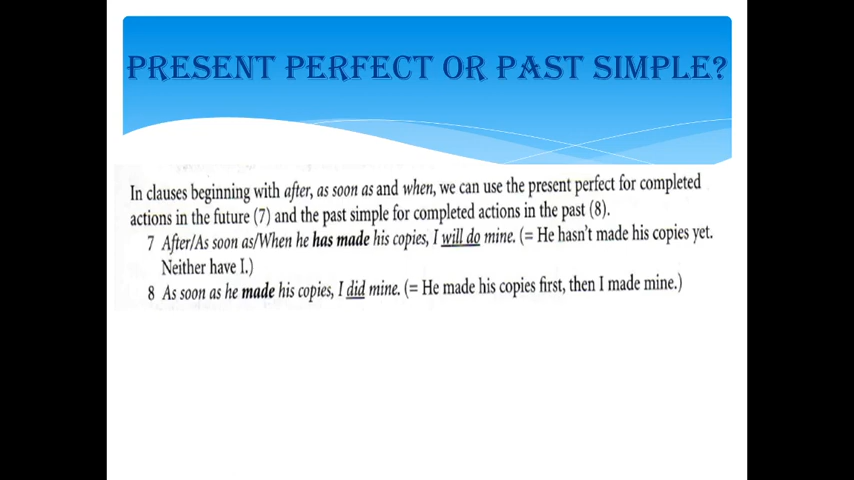 PRESENT PERFECT OR PAST SIMPLE?
In clauses beginning with after, as soon as and when, we can use the present perfect for completed
actions in the future (7) and the past simple for completed actions in the past (8).
7 After/As soon as/When he has made his copies, I will do mine. (= He hasn't made his copies yet.
Neither have I.)
8 As soon as he made his copies, I did mine. (= He made his copies first, then I made mine.)